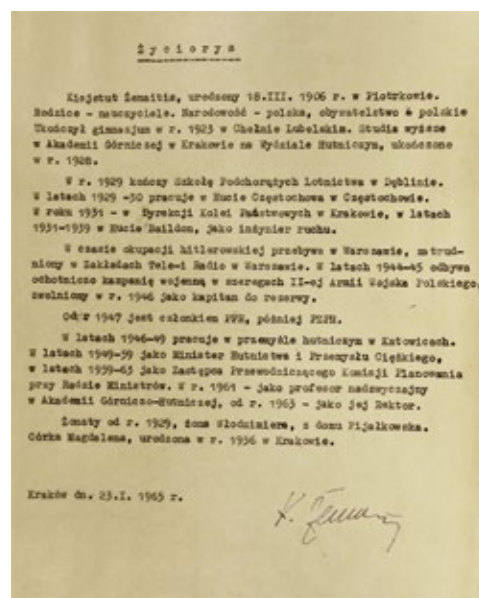 Życiorys
Kiejstut Żemaitis, urodzony 18.III. 1906 r. w Piotrkowie.
Rodzice - nauczyciele. Narodowość - polska, obywatelstwo - polskie
Ukończył gimnazjum w r. 1923 w Chełmie Lubelskim. Studia wyższe
w Akademii Górniczej w Krakowie na Wydziale Hutniczym, ukończone
w r. 1928.
W r. 1929 kończy Szkołę Podchorążych Lotnictwa w Dęblinie.
W latach 1929 -30 pracuje w Hucie Częstochowa w Częstochowie.
W roku 1931 - w Dyrekcji Kolei Państwowych w Krakowie, w latach
1931-1939 w Hucie Baildon, jako inżynier ruchu.
W czasie okupacji hitlerowskiej przebywa w Warszawie, zatrud-
niony w Zakładach Tele-i Radio w Warszawie. W latach 1944-45 odbywa
odhotniczo kampanię wojenną w szeregach II-ej Armii Wojska Polskiego,
zwolniony w r. 1946 jako kapitan do rezerwy.
Od r 1947 jest członkiem PPR, później PZPR.
W latach 1946-49 pracuje w przemyśle hutniczym w Katowicach.
W latach 1949-59 jako Minister Hutnictwa i Przemysłu Ciężkiego,
w latach 1959-63 jako Zastępca Przewodniczącego Komisji Planowania
przy Radzie Ministrów. W r. 1961 - jako profesor nadzwyczajny
w Akademii Górniczo-Hutniczej, od r. 1963 - jako jej Rektor.
Żonaty od r. 1929, żona Włodzimiera, z domu Fijałkowska.
Córka Magdalena, urodzona w r. 1936 w Krakowie.
Kraków dn. 23.I. 1965 r.
K. Żema